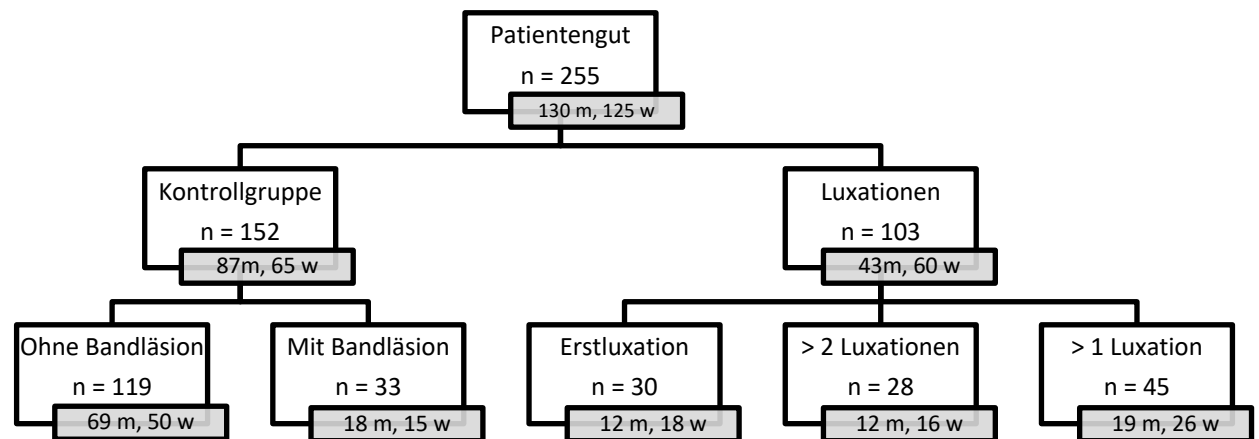 Patientengut
n = 255
130 m, 125 w
Kontrollgruppe
n = 152
87m, 65 w
Luxationen
n = 103
43m, 60 w
Ohne Bandläsion
n = 119
69 m, 50 w
Mit Bandläsion
n = 33
18 m, 15 w
Erstluxation
n = 30
12 m, 18 w
> 2 Luxationen
n = 28
12 m, 16 w
> 1 Luxation
n = 45
19 m, 26 w